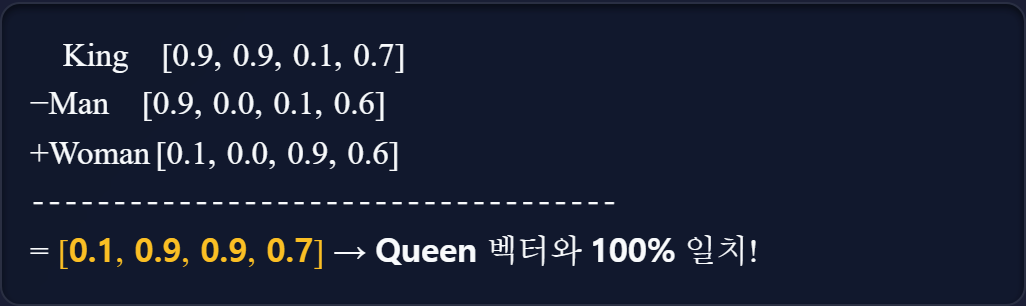 King [0.9, 0.9, 0.1, 0.7]
−Man [0.9, 0.0, 0.1, 0.6]
+Woman [0.1, 0.0, 0.9, 0.6]
------------------------------------
= [0.1, 0.9, 0.9, 0.7] → Queen 벡터와 100% 일치!